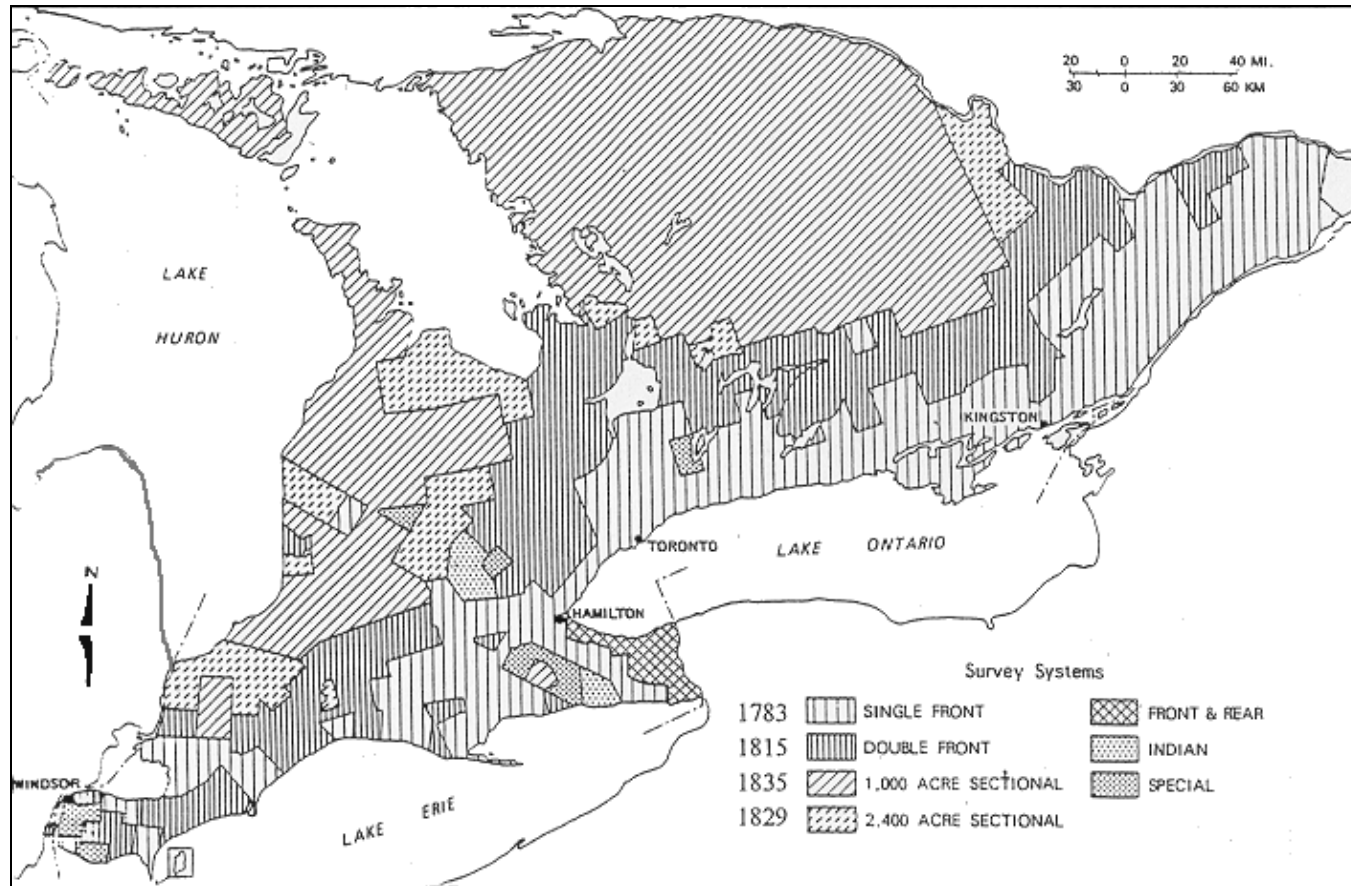 20 0 20 40 MI.
30 0 30 60 KM
LAKE
HURON
KINGSTON
TORONTO
LAKE ONTARIO
N
HAMILTON
WINDSOR
LAKE ERIE
Survey Systems
1783 SINGLE FRONT
1815 DOUBLE FRONT
1835 1,000 ACRE SECTIONAL
1829 2,400 ACRE SECTIONAL
FRONT & REAR
INDIAN
SPECIAL